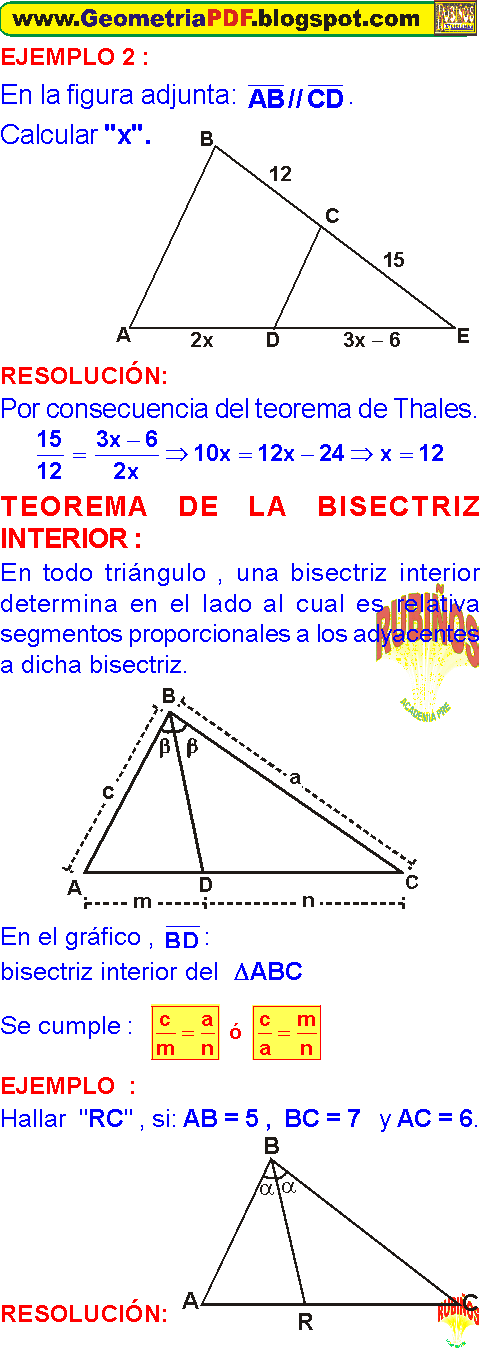 www.GeometriaPDF.blogspot.com
RUBIÑOS
EJEMPLO 2 :
En la figura adjunta: AB // CD .
Calcular "x".
B
12
C
15
A
2x
D
3x – 6
E
RESOLUCIÓN:
Por consecuencia del teorema de Thales.
15/12 = 3x – 6/2x ⇒ 10x = 12x – 24 ⇒ x = 12
TEOREMA DE LA BISECTRIZ
INTERIOR :
En todo triángulo , una bisectriz interior
determina en el lado al cual es relativa
segmentos proporcionales a los adyacentes
a dicha bisectriz.
RUBIÑOS
ACADEMIA PRE
B
β β
c
a
A
D
C
m
n
En el gráfico , BD :
bisectriz interior del ΔABC
Se cumple : c/m = a/n ó c/a = m/n
EJEMPLO :
Hallar "RC" , si: AB = 5 , BC = 7 y AC = 6.
B
α α
A
R
C
RUBIÑOS
RESOLUCIÓN: